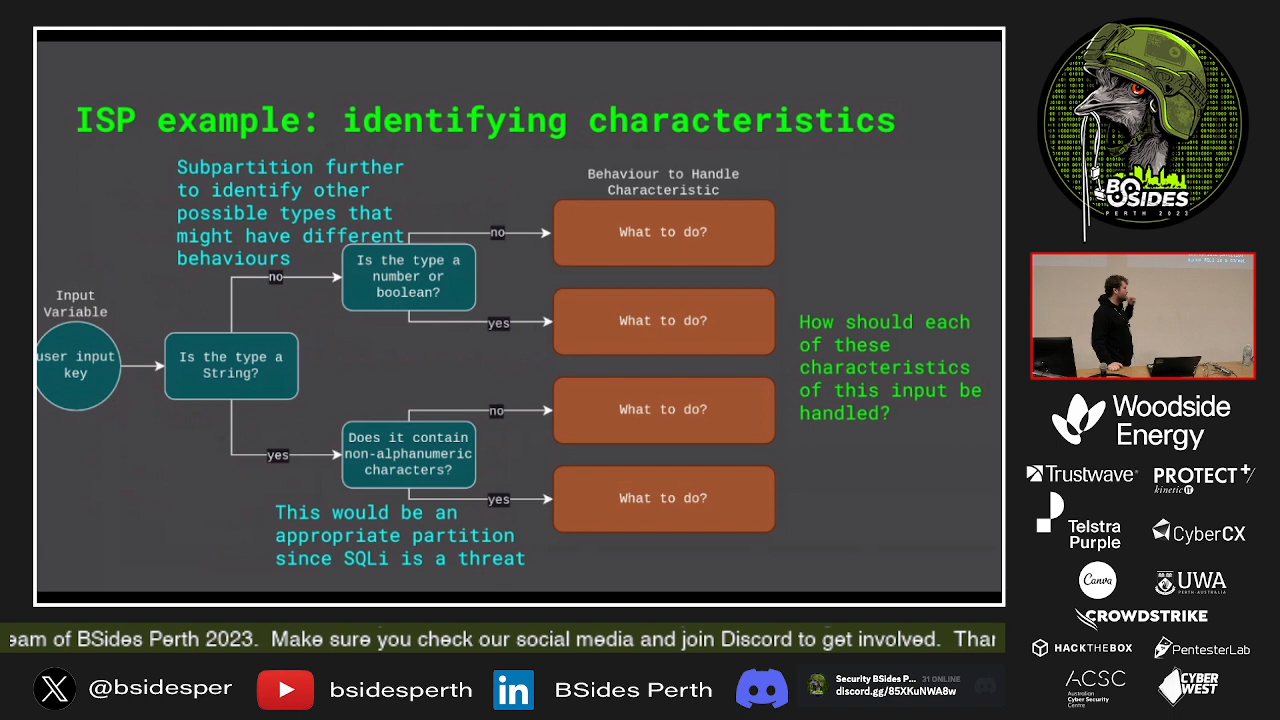 ISP example: identifying characteristics
Subpartition further
to identify other
possible types that
might have different
behaviours
Behaviour to Handle
Characteristic
no
What to do?
Is the type a
number or
boolean?
no
yes
What to do?
Input
Variable
user input
key
Is the type a
String?
How should each
of these
characteristics
of this input be
handled?
no
What to do?
Does it contain
non-alphanumeric
characters?
yes
yes
What to do?
This would be an
appropriate partition
since SQLi is a threat
BSIDES
PERTH 2023
Woodside
Energy
Trustwave
PROTECT+/
kinetic IT
Telstra
Purple
CyberCX
Canva
UWA
PERTH AUSTRALIA
CROWDSTRIKE
HACKTHEBOX
PentesterLab
ACSC
Australian
Cyber Security
Centre
CYBER
WEST
eam of BSides Perth 2023. Make sure you check our social media and join Discord to get involved. Than
@bsidesper
bsidesperth
in
BSides Perth
Security BSides P... 31 ONLINE
discord.gg/85XKuNWA8w